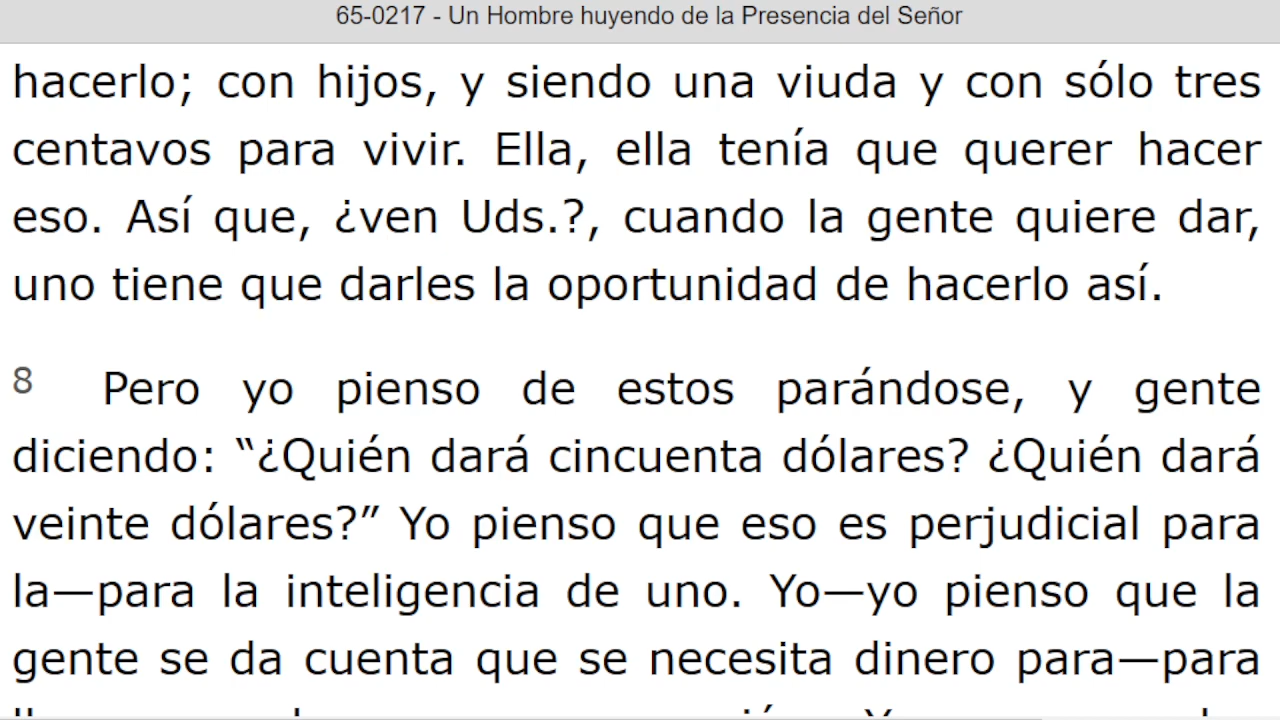 65-0217 - Un Hombre huyendo de la Presencia del Señor
hacerlo; con hijos, y siendo una viuda y con sólo tres
centavos para vivir. Ella, ella tenía que querer hacer
eso. Así que, ¿ven Uds.?, cuando la gente quiere dar,
uno tiene que darles la oportunidad de hacerlo así.
8 Pero yo pienso de estos parándose, y gente
diciendo: “¿Quién dará cincuenta dólares? ¿Quién dará
veinte dólares?” Yo pienso que eso es perjudicial para
la—para la inteligencia de uno. Yo—yo pienso que la
gente se da cuenta que se necesita dinero para—para